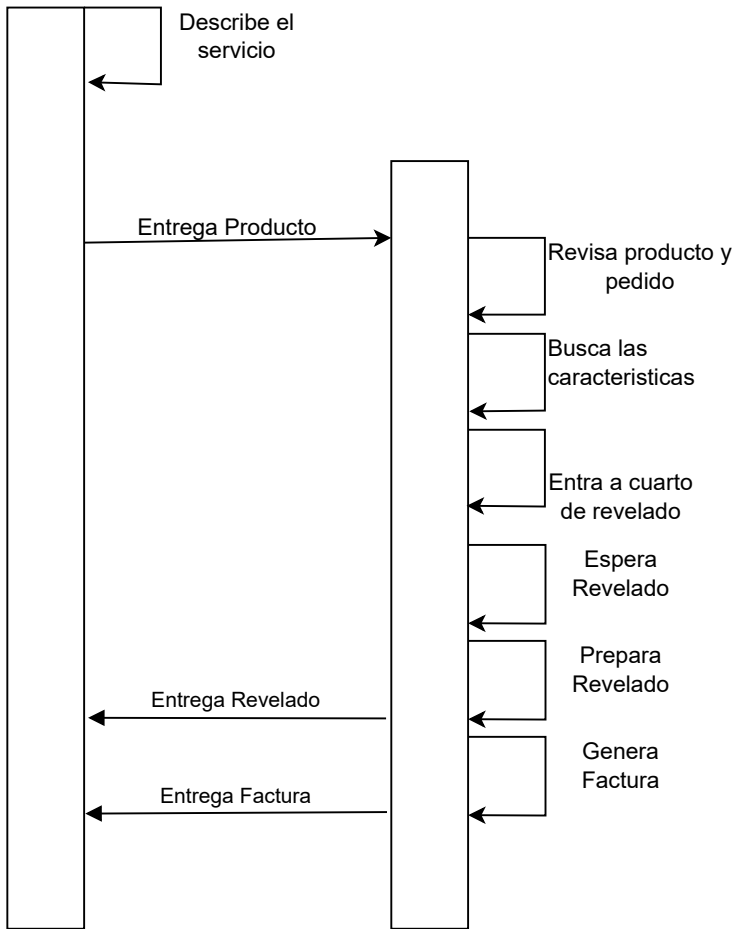 Describe el
servicio
Entrega Producto
Revisa producto y
pedido
Busca las
caracteristicas
Entra a cuarto
de revelado
Espera
Revelado
Prepara
Revelado
Entrega Revelado
Genera
Factura
Entrega Factura